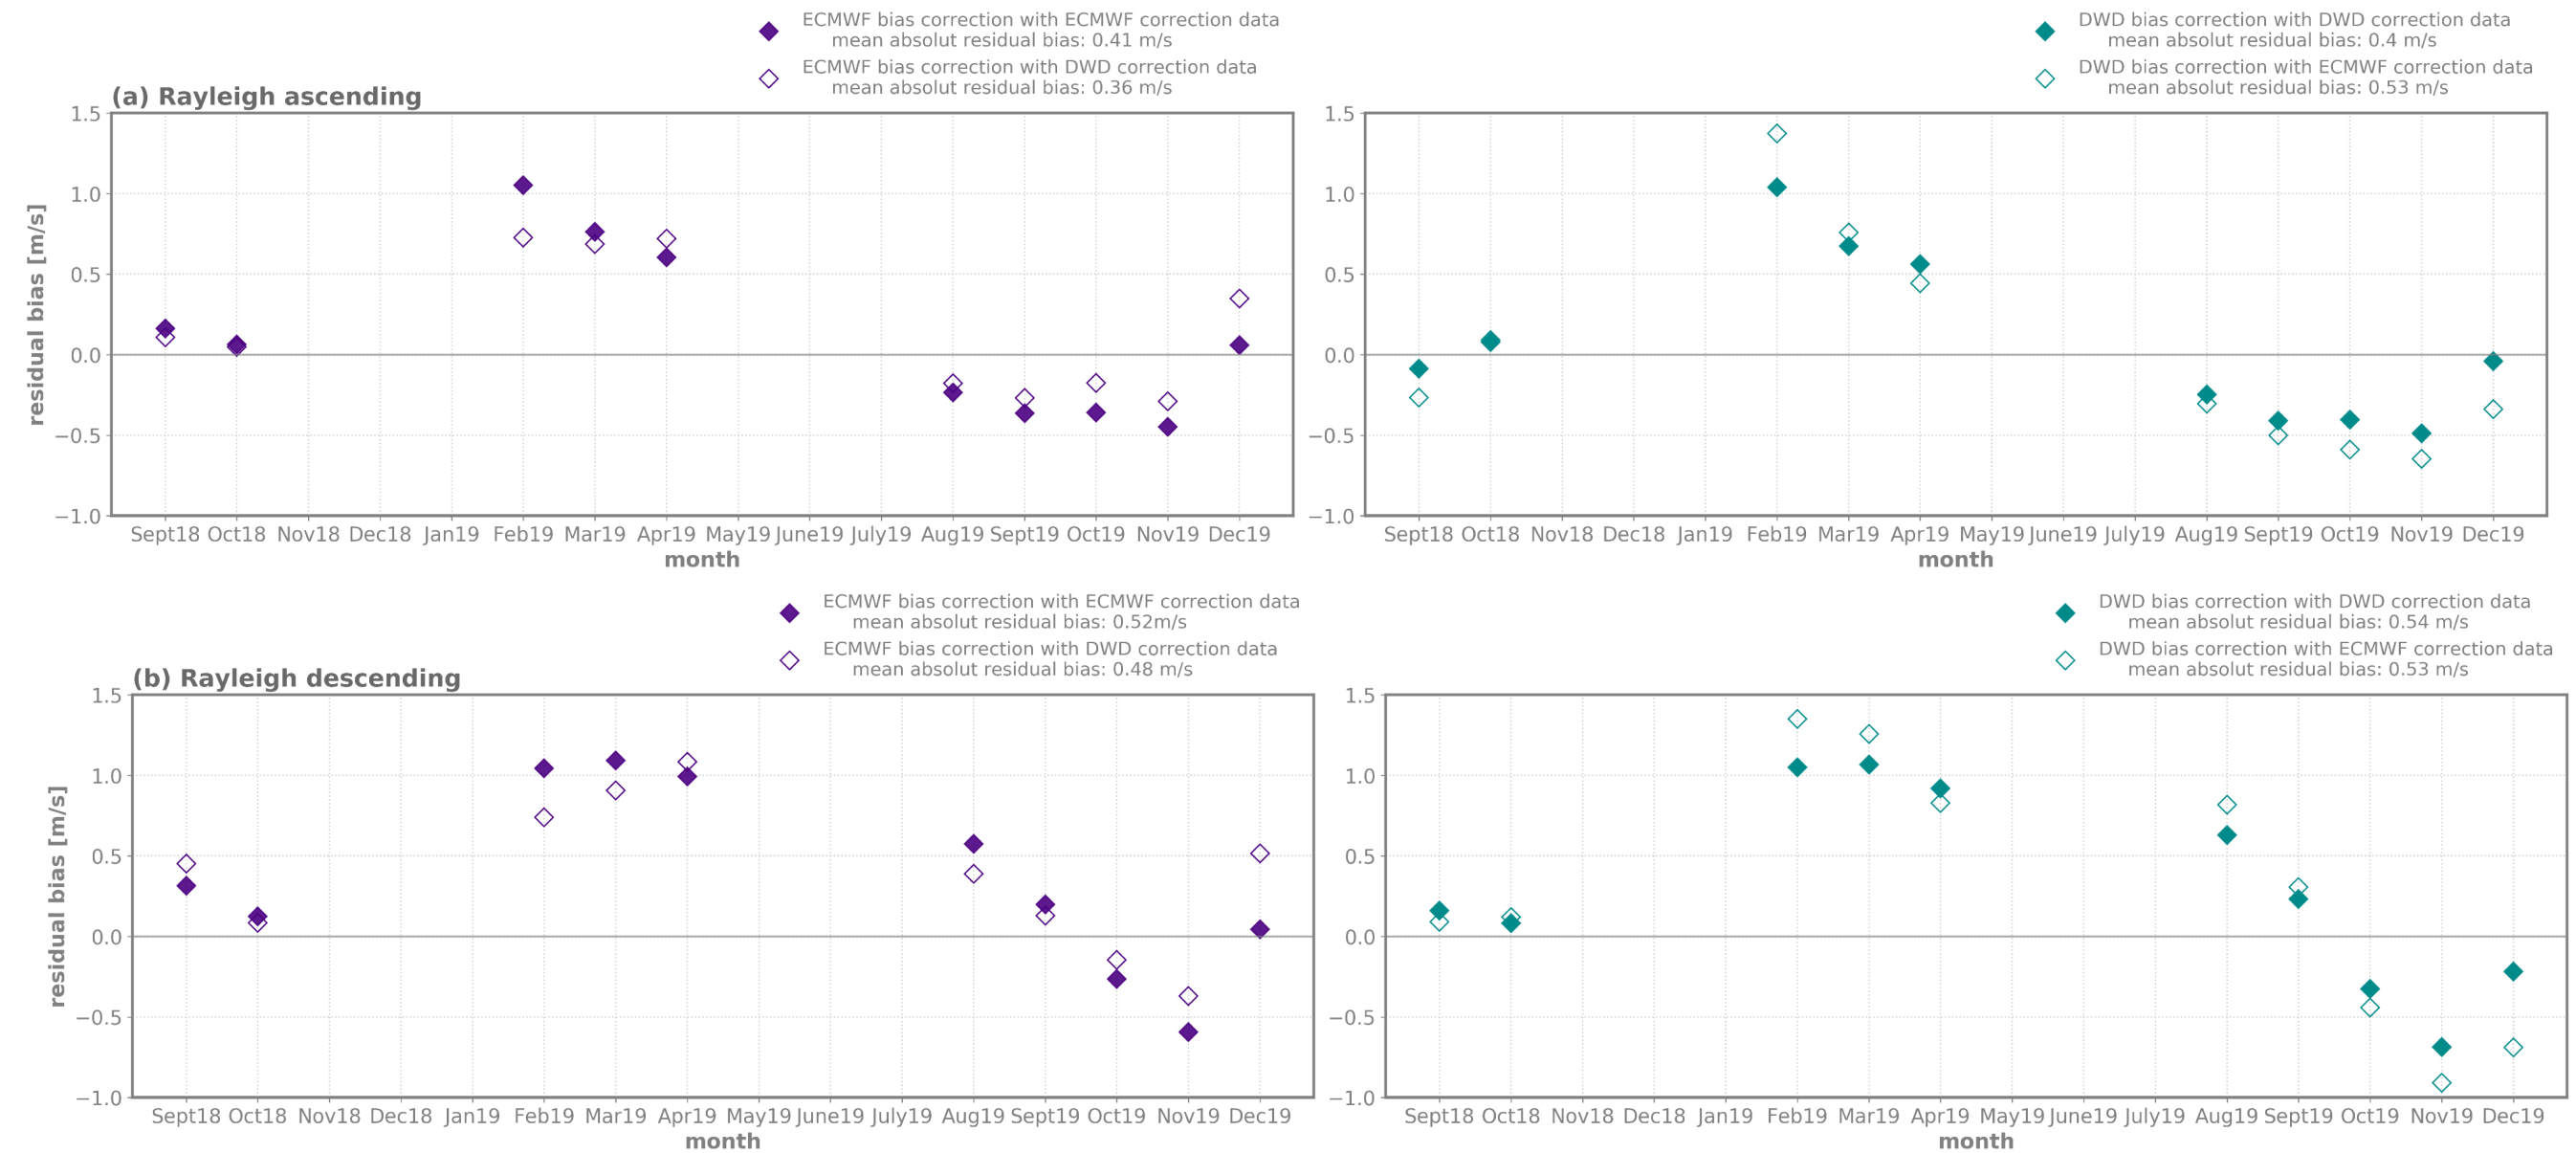 ECMWF bias correction with ECMWF correction data
mean absolut residual bias: 0.41 m/s
ECMWF bias correction with DWD correction data
mean absolut residual bias: 0.36 m/s
DWD bias correction with DWD correction data
mean absolut residual bias: 0.4 m/s
DWD bias correction with ECMWF correction data
mean absolut residual bias: 0.53 m/s
(a) Rayleigh ascending
residual bias [m/s]
1.5
1.0
0.5
0.0
−0.5
−1.0
Sept18 Oct18 Nov18 Dec18 Jan19 Feb19 Mar19 Apr19 May19 June19 July19 Aug19 Sept19 Oct19 Nov19 Dec19
month
1.5
1.0
0.5
0.0
−0.5
−1.0
Sept18 Oct18 Nov18 Dec18 Jan19 Feb19 Mar19 Apr19 May19 June19 July19 Aug19 Sept19 Oct19 Nov19 Dec19
month
ECMWF bias correction with ECMWF correction data
mean absolut residual bias: 0.52m/s
ECMWF bias correction with DWD correction data
mean absolut residual bias: 0.48 m/s
DWD bias correction with DWD correction data
mean absolut residual bias: 0.54 m/s
DWD bias correction with ECMWF correction data
mean absolut residual bias: 0.53 m/s
(b) Rayleigh descending
residual bias [m/s]
1.5
1.0
0.5
0.0
−0.5
−1.0
Sept18 Oct18 Nov18 Dec18 Jan19 Feb19 Mar19 Apr19 May19 June19 July19 Aug19 Sept19 Oct19 Nov19 Dec19
month
1.5
1.0
0.5
0.0
−0.5
−1.0
Sept18 Oct18 Nov18 Dec18 Jan19 Feb19 Mar19 Apr19 May19 June19 July19 Aug19 Sept19 Oct19 Nov19 Dec19
month